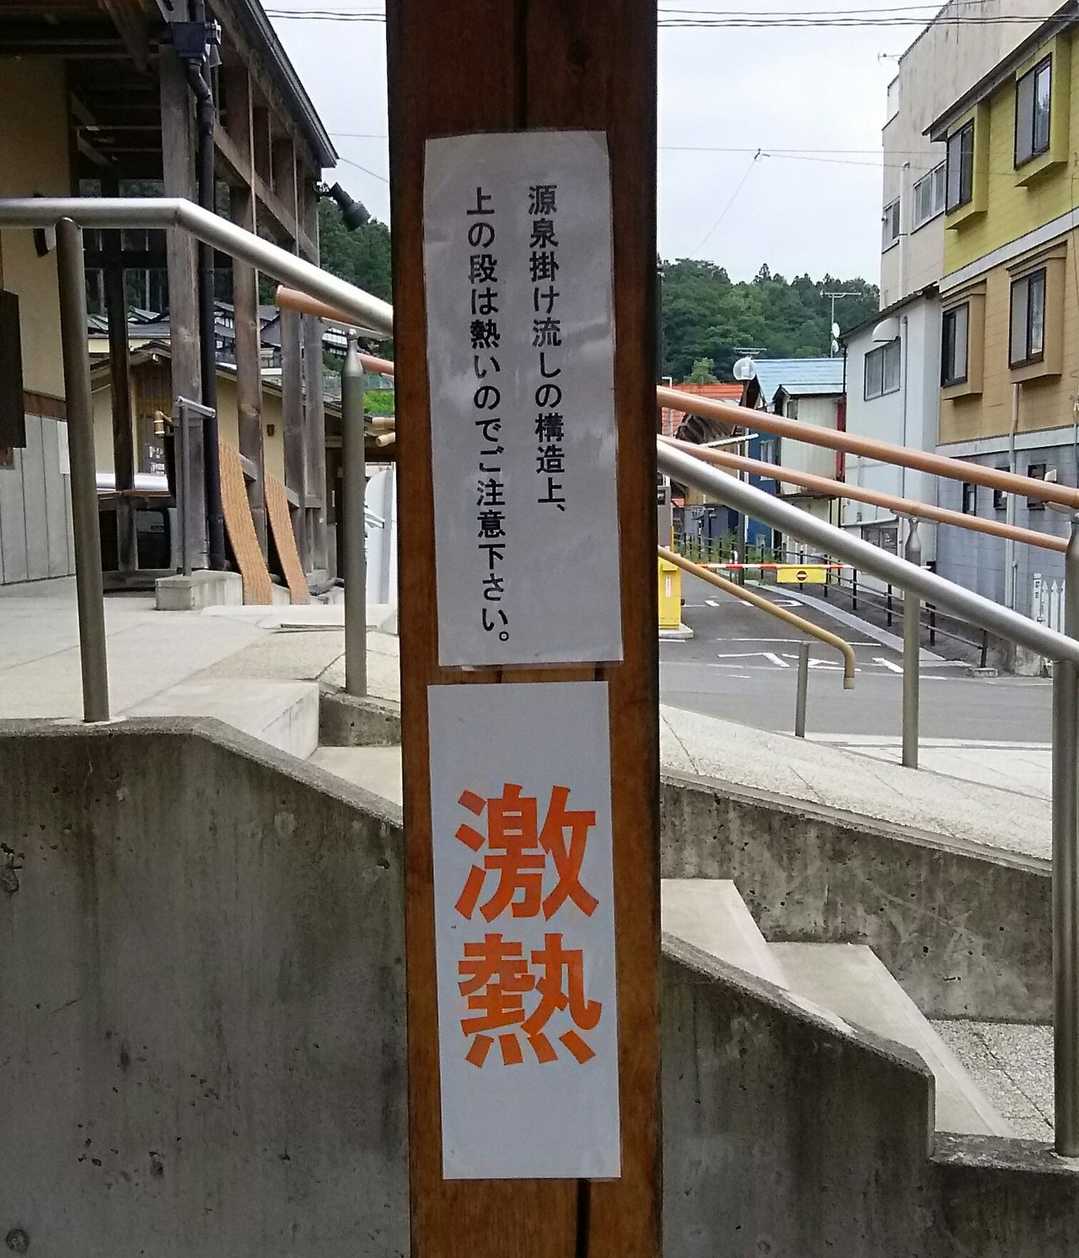 源泉掛け流しの構造上、
上の段は熱いのでご注意下さい。
激
熱